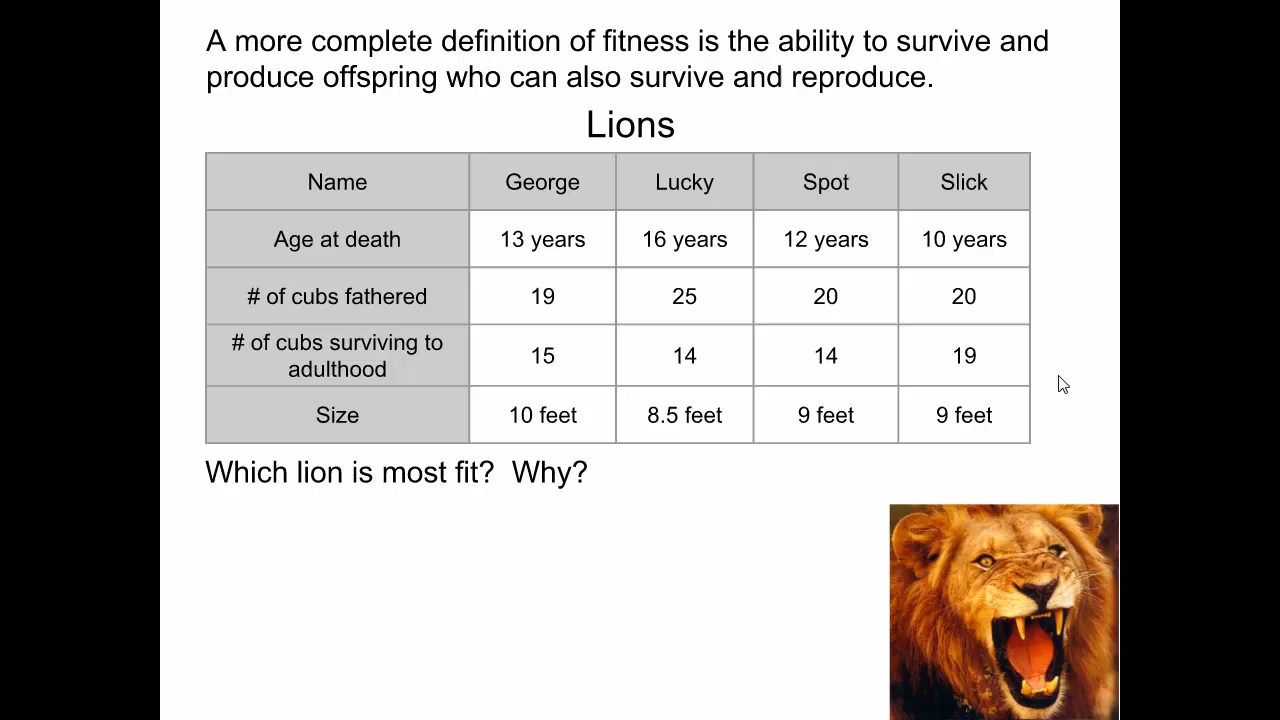 A more complete definition of fitness is the ability to survive and
produce offspring who can also survive and reproduce.
Lions
Name George Lucky Spot Slick
Age at death 13 years 16 years 12 years 10 years
# of cubs fathered 19 25 20 20
# of cubs surviving to
adulthood 15 14 14 19
Size 10 feet 8.5 feet 9 feet 9 feet
Which lion is most fit?  Why?